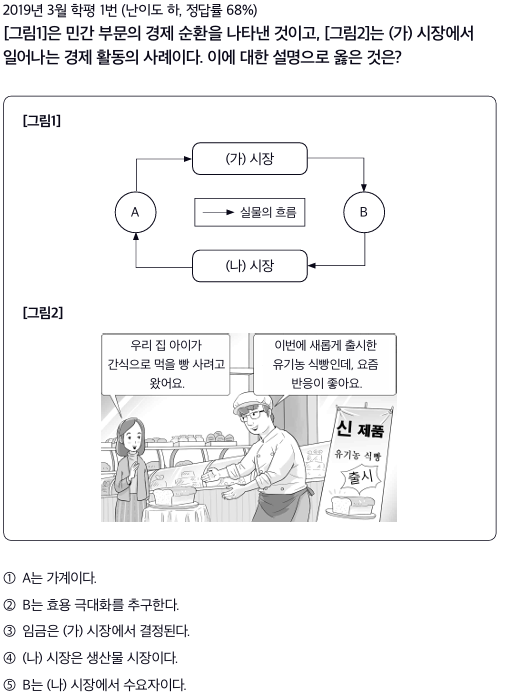 2019년 3월 학평 1번 (난이도 하, 정답률 68%)
[그림1]은 민간 부문의 경제 순환을 나타낸 것이고, [그림2]는 (가) 시장에서
일어나는 경제 활동의 사례이다. 이에 대한 설명으로 옳은 것은?
[그림1]
(가) 시장
A
실물의 흐름
B
(나) 시장
[그림2]
우리 집 아이가
간식으로 먹을 빵 사려고
왔어요.
이번에 새롭게 출시한
유기농 식빵인데, 요즘
반응이 좋아요.
신 제품
유기농 식빵
출시
① A는 가계이다.
② B는 효용 극대화를 추구한다.
③ 임금은 (가) 시장에서 결정된다.
④ (나) 시장은 생산물 시장이다.
⑤ B는 (나) 시장에서 수요자이다.